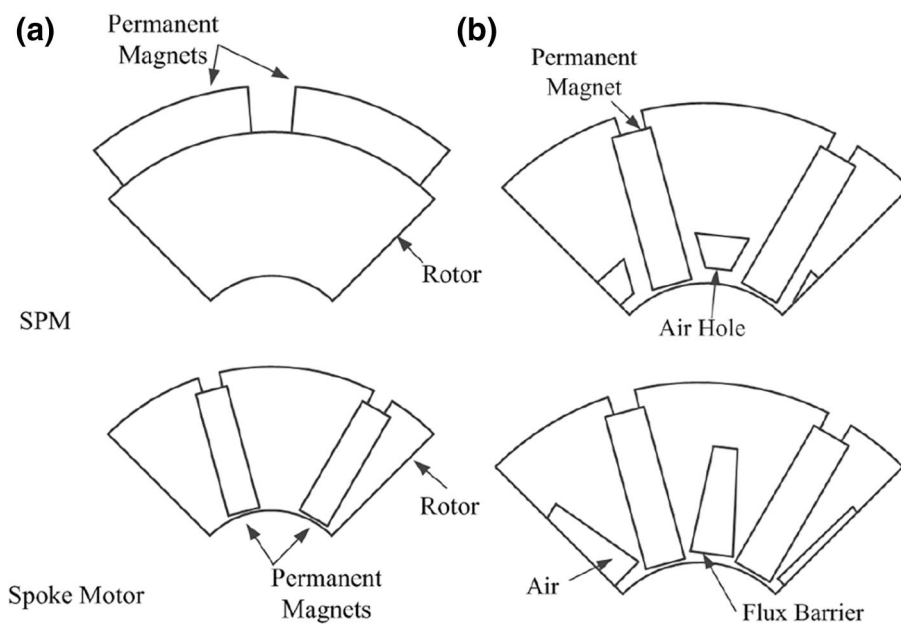 (a)
Permanent
Magnets
Rotor
SPM
Rotor
Permanent
Magnets
Spoke Motor
(b)
Permanent
Magnet
Air Hole
Air
Flux Barrier